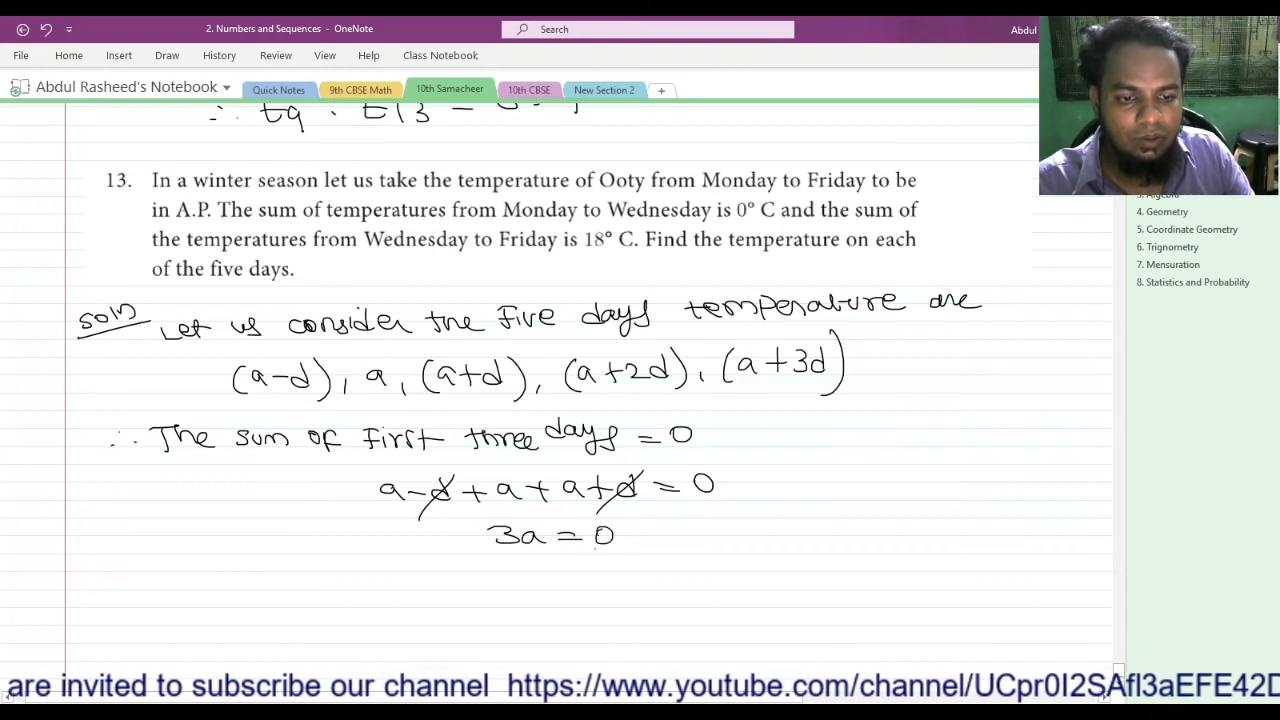 2. Numbers and Sequences - OneNote
Search
Abdul
File Home Insert Draw History Review View Help Class Notebook
Abdul Rasheed's Notebook
Quick Notes 9th CBSE Math 10th Samacheer 10th CBSE New Section 2 +
13. In a winter season let us take the temperature of Ooty from Monday to Friday to be
in A.P. The sum of temperatures from Monday to Wednesday is 0° C and the sum of
the temperatures from Wednesday to Friday is 18° C. Find the temperature on each
of the five days.
Soln Let us consider the Five days temperature are
(a-d), a, (a+d), (a+2d), (a+3d)
∴ The sum of First three days = 0
a-d + a + a+d = 0
3a = 0
3. Algebra
4. Geometry
5. Coordinate Geometry
6. Trignometry
7. Mensuration
8. Statistics and Probability
are invited to subscribe our channel https://www.youtube.com/channel/UCpr0I2SAfl3aEFE42D